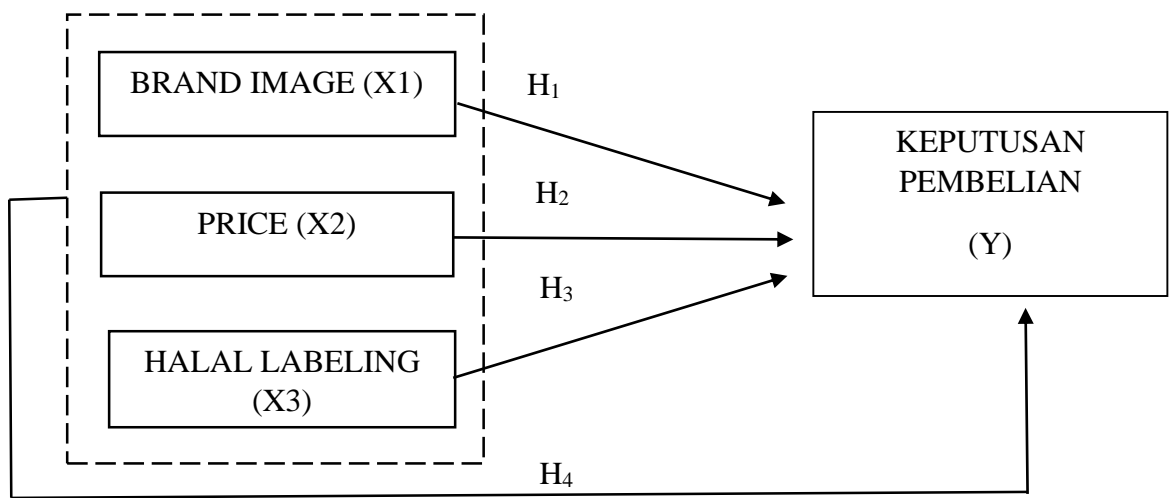 BRAND IMAGE (X1)
H₁
KEPUTUSAN
PEMBELIAN
(Y)
PRICE (X2)
H₂
H₃
HALAL LABELING
(X3)
H₄